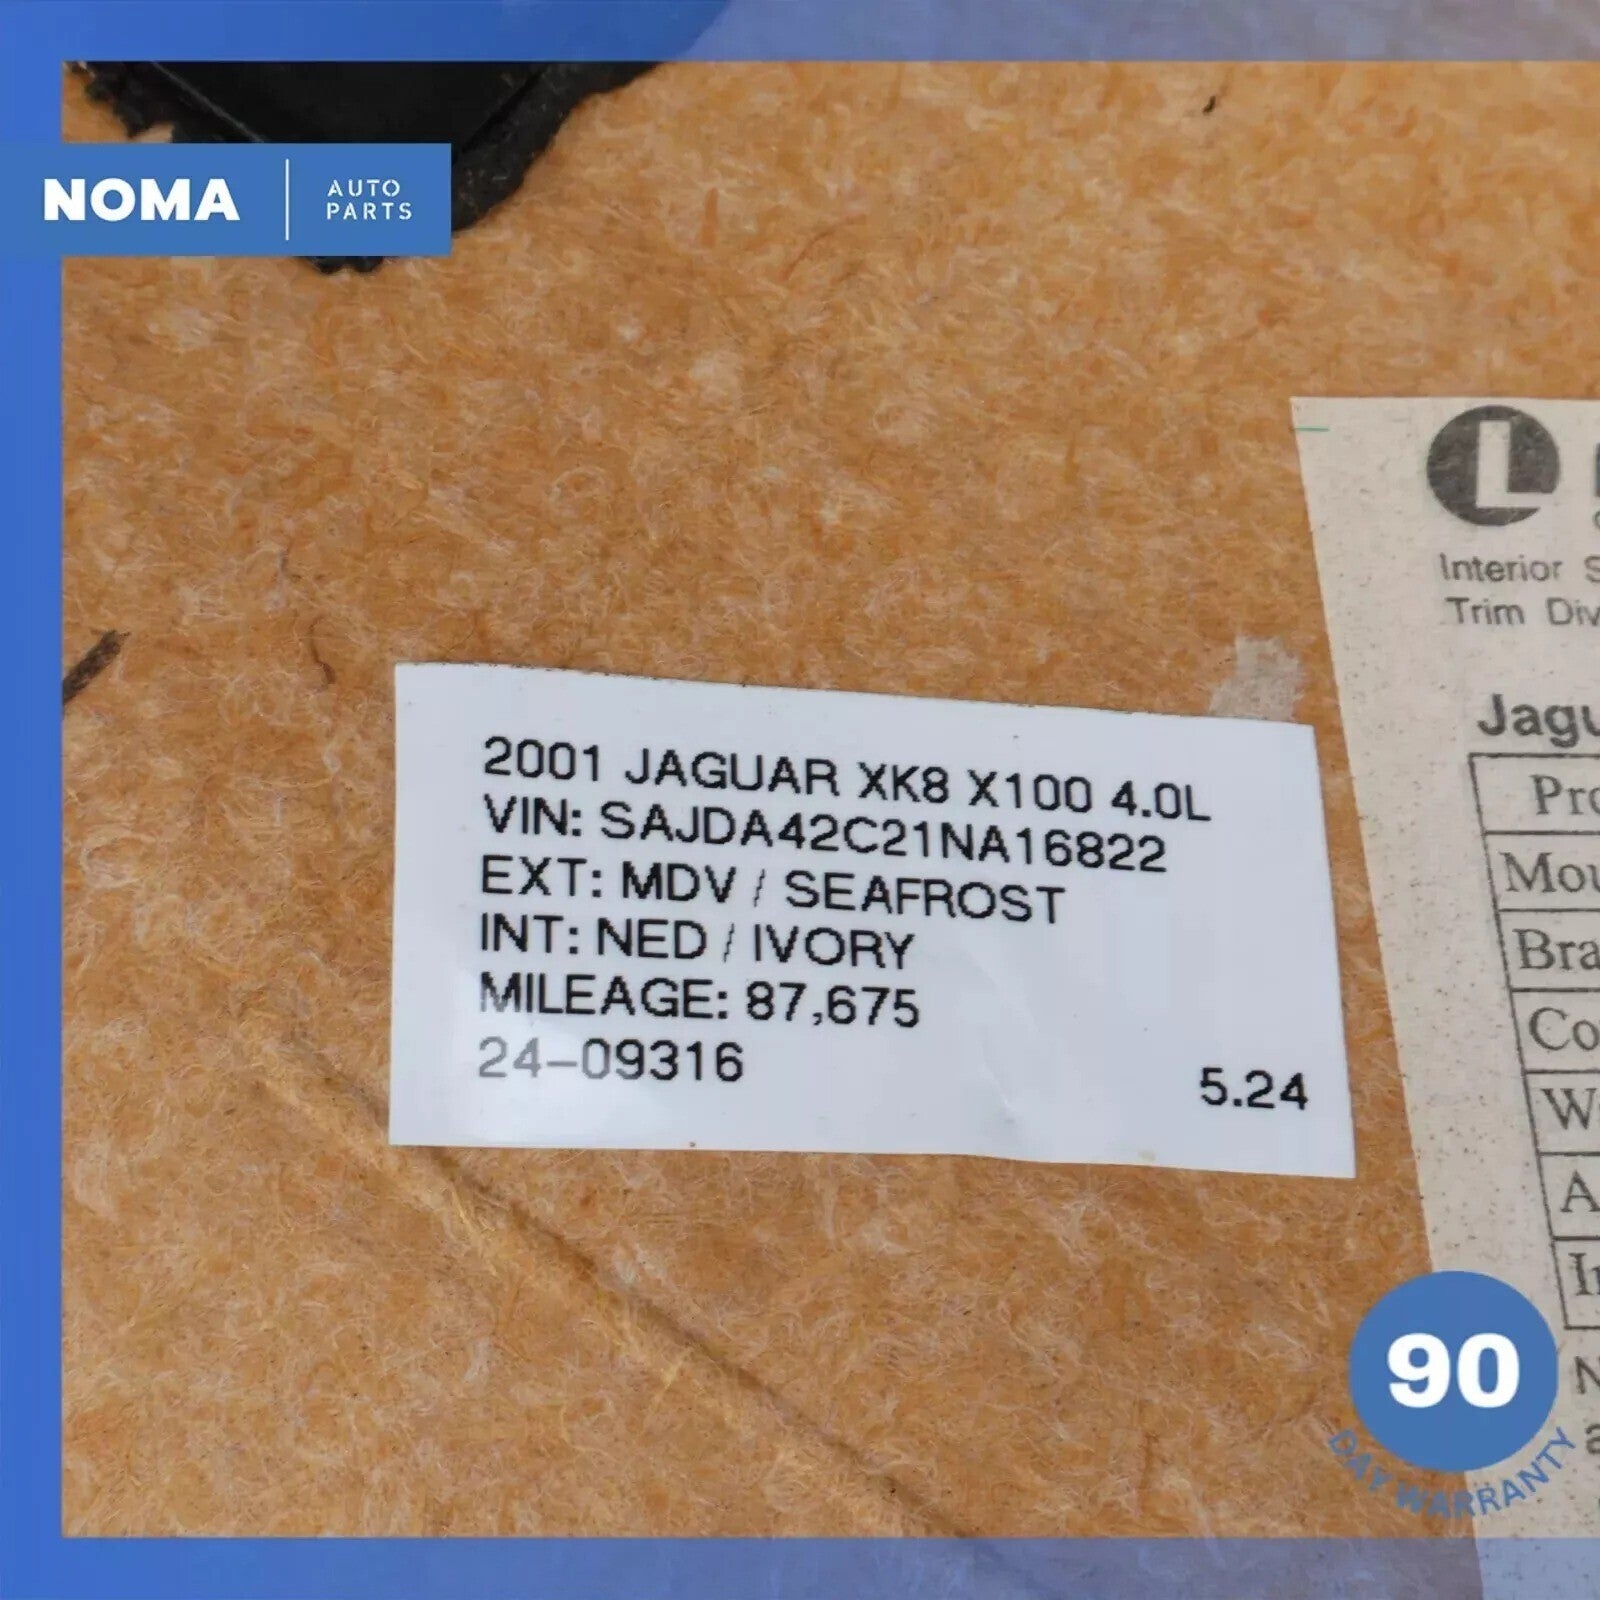 NOMA
AUTO
PARTS
2001 JAGUAR XK8 X100 4.0L
VIN: SAJDA42C21NA16822
EXT: MDV / SEAFROST
INT: NED / IVORY
MILEAGE: 87,675
24-09316
5.24
L
Interior
Trim
90
DAY WARRANTY